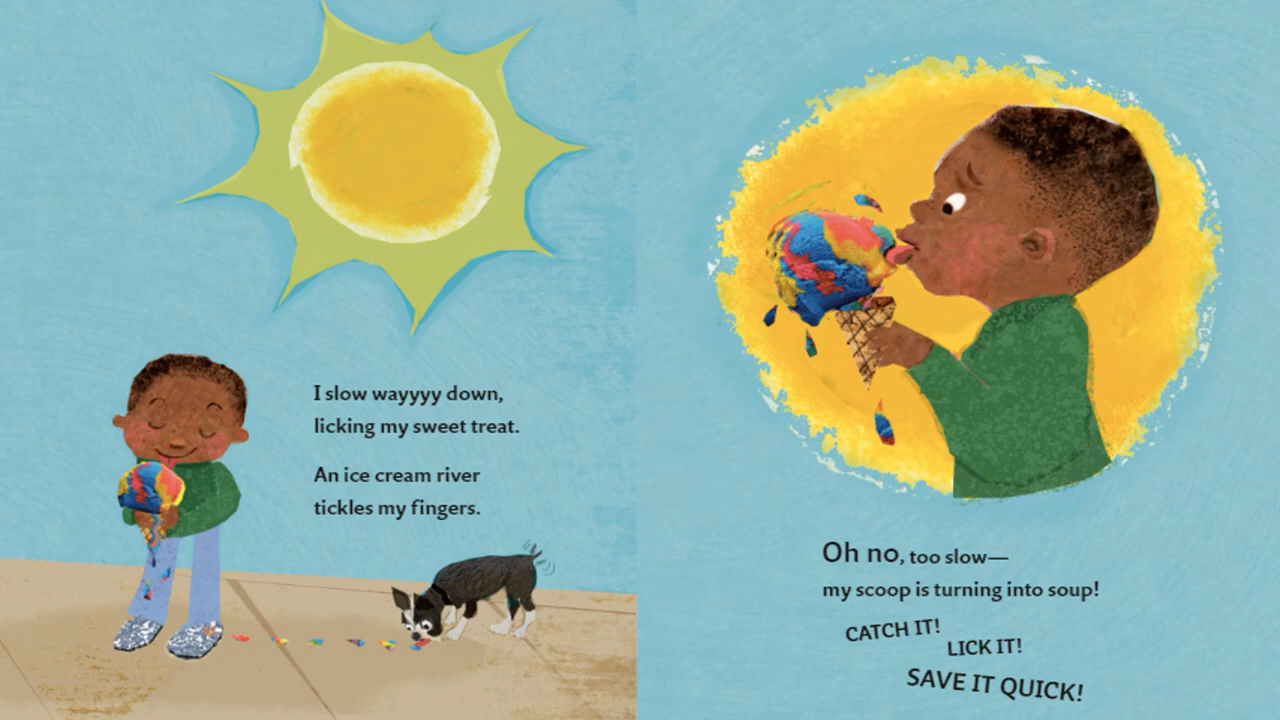 I slow wayyyy down,
licking my sweet treat.
An ice cream river
tickles my fingers.
Oh no, too slow—
my scoop is turning into soup!
CATCH IT!
LICK IT!
SAVE IT QUICK!